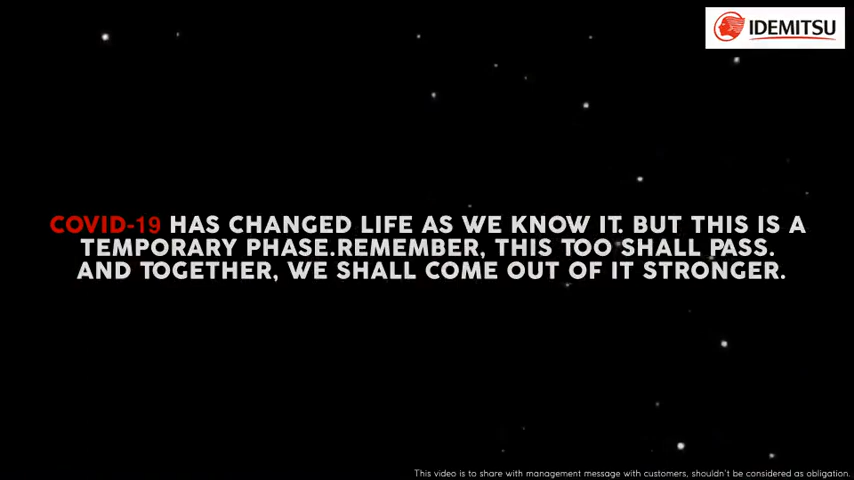 IDEMITSU
COVID-19 HAS CHANGED LIFE AS WE KNOW IT. BUT THIS IS A
TEMPORARY PHASE.REMEMBER, THIS TOO SHALL PASS.
AND TOGETHER, WE SHALL COME OUT OF IT STRONGER.
This video is to share with management message with customers, shouldn't be considered as obligation.